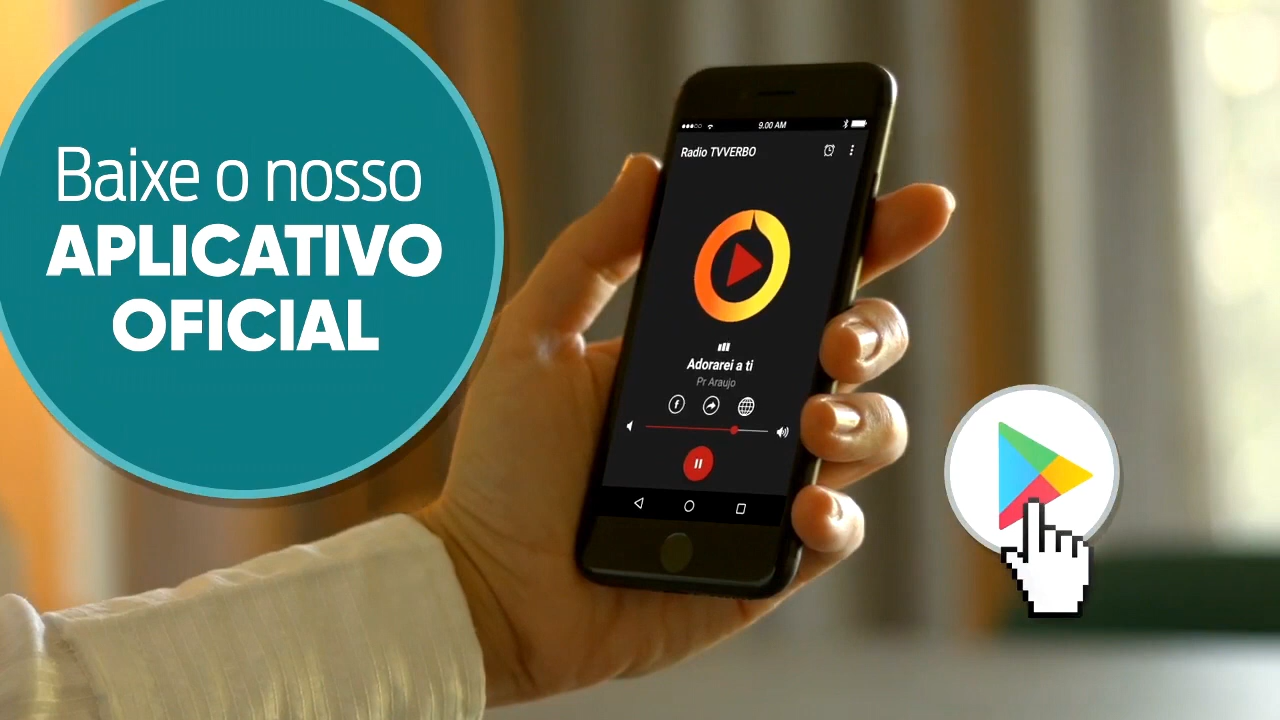 Baixe o nosso
APLICATIVO
OFICIAL
9.00 AM
Radio TVVERBO
Adorarei a ti
Pr Araujo
f